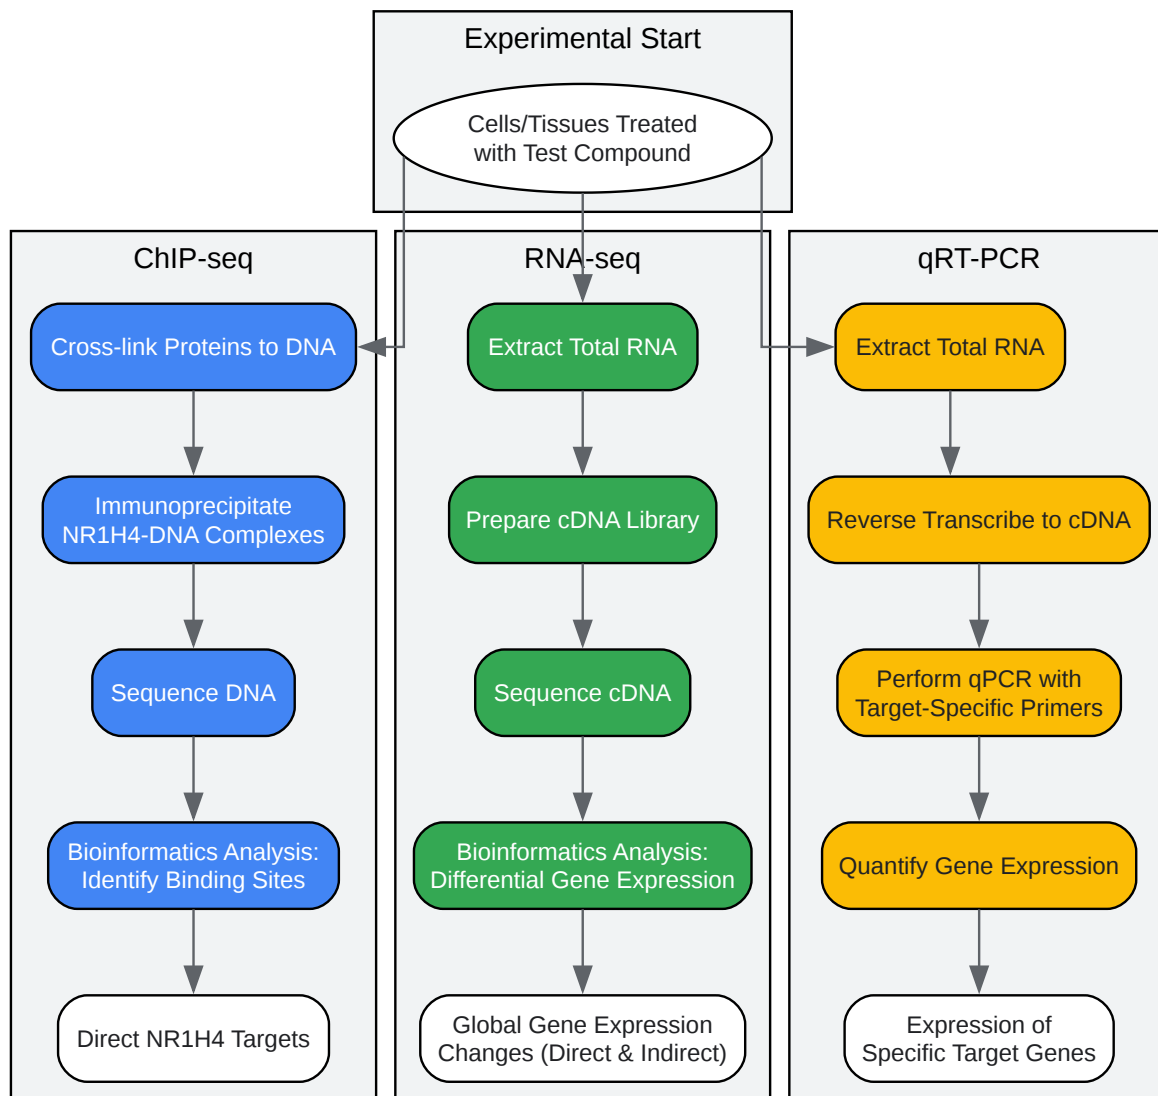 Experimental Start
Cells/Tissues Treated
with Test Compound
ChIP-seq
Cross-link Proteins to DNA
Immunoprecipitate
NR1H4-DNA Complexes
Sequence DNA
Bioinformatics Analysis:
Identify Binding Sites
Direct NR1H4 Targets
RNA-seq
Extract Total RNA
Prepare cDNA Library
Sequence cDNA
Bioinformatics Analysis:
Differential Gene Expression
Global Gene Expression
Changes (Direct & Indirect)
qRT-PCR
Extract Total RNA
Reverse Transcribe to cDNA
Perform qPCR with
Target-Specific Primers
Quantify Gene Expression
Expression of
Specific Target Genes